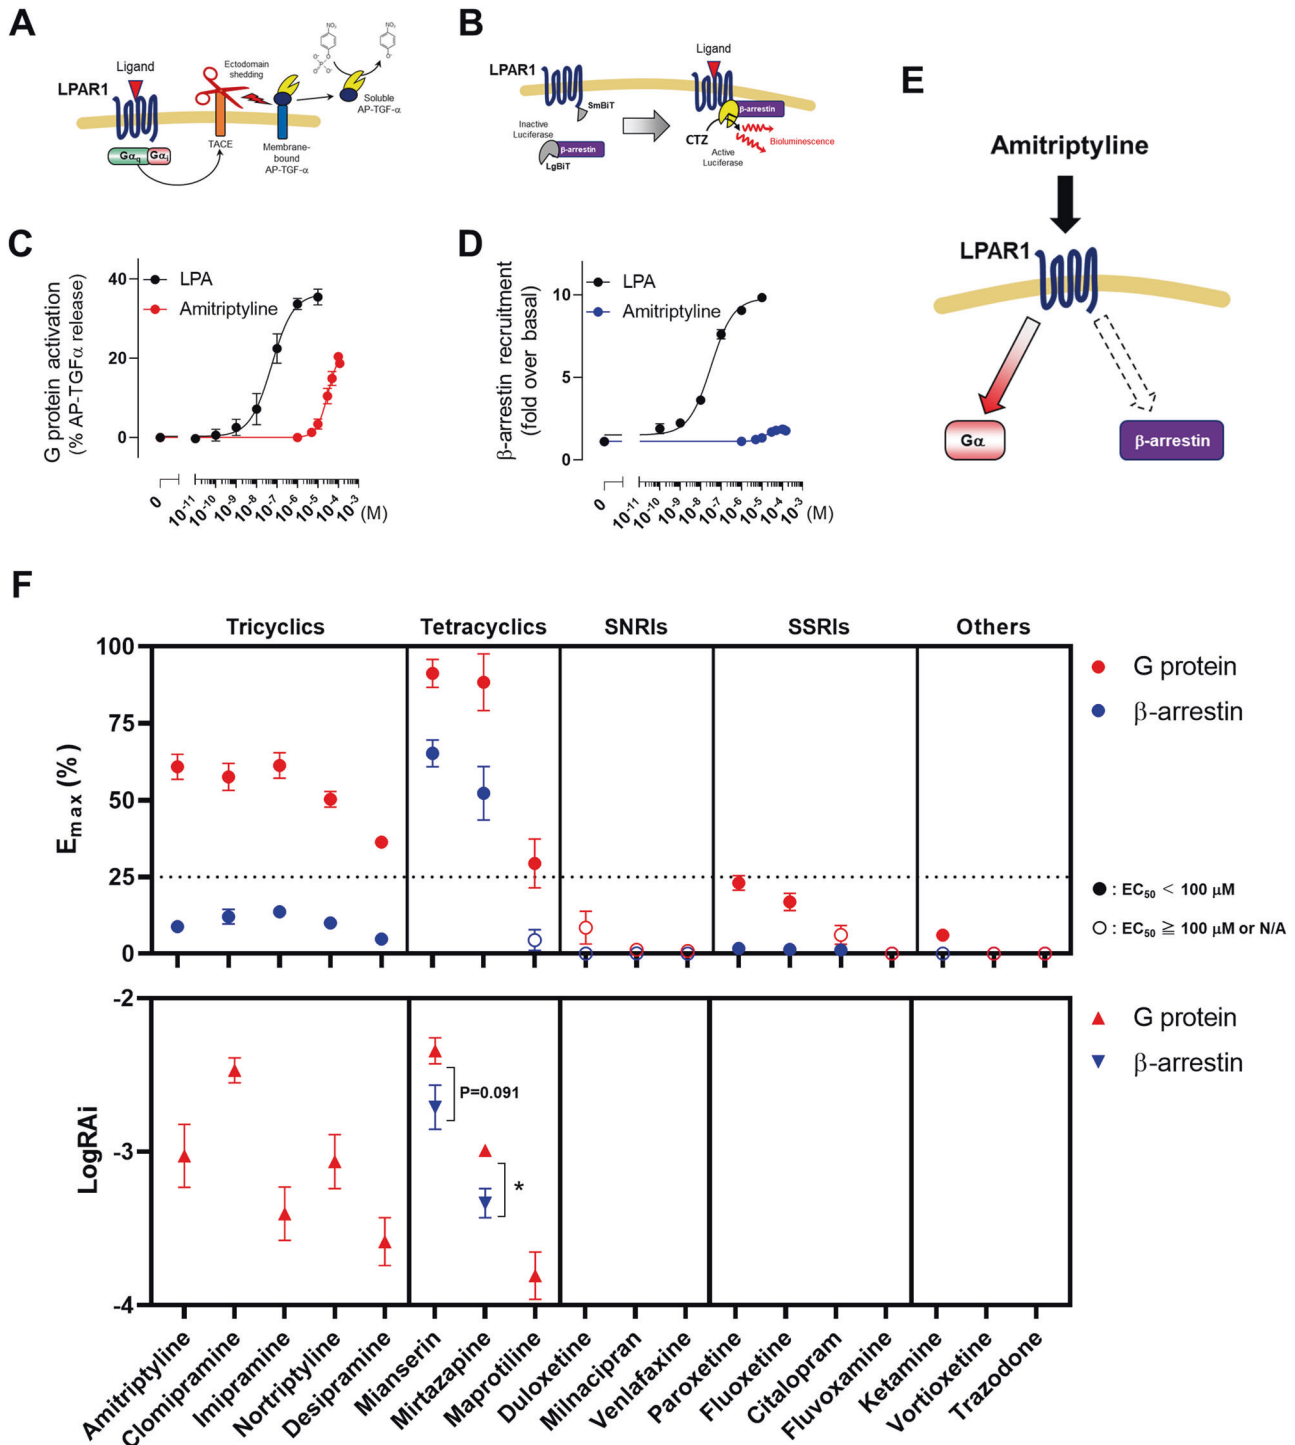 A
Ligand
LPAR1
Gαq
Gαi
Ectodomain
shedding
TACE
Membrane-
bound
AP-TGF-α
Soluble
AP-TGF-α
NO₂
NO₂
B
LPAR1
SmBiT
Inactive
Luciferase
β-arrestin
LgBiT
Ligand
β-arrestin
CTZ
Active
Luciferase
Bioluminescence
C
G protein activation
(% AP-TGFα release)
LPA
Amitriptyline
40
20
0
0
10-11
10-10
10-9
10-8
10-7
10-6
10-5
10-4
10-3
(M)
D
β-arrestin recruitment
(fold over basal)
LPA
Amitriptyline
10
5
0
0
10-11
10-10
10-9
10-8
10-7
10-6
10-5
10-4
10-3
(M)
E
Amitriptyline
LPAR1
Gα
β-arrestin
F
Tricyclics
Tetracyclics
SNRIs
SSRIs
Others
Emax (%)
100
75
50
25
0
G protein
β-arrestin
: EC50 < 100 μM
: EC50 ≧ 100 μM or N/A
LogRAi
-2
-3
-4
P=0.091
*
G protein
β-arrestin
Amitriptyline
Clomipramine
Imipramine
Nortriptyline
Desipramine
Mianserin
Mirtazapine
Maprotiline
Duloxetine
Milnacipran
Venlafaxine
Paroxetine
Fluoxetine
Citalopram
Fluvoxamine
Ketamine
Vortioxetine
Trazodone